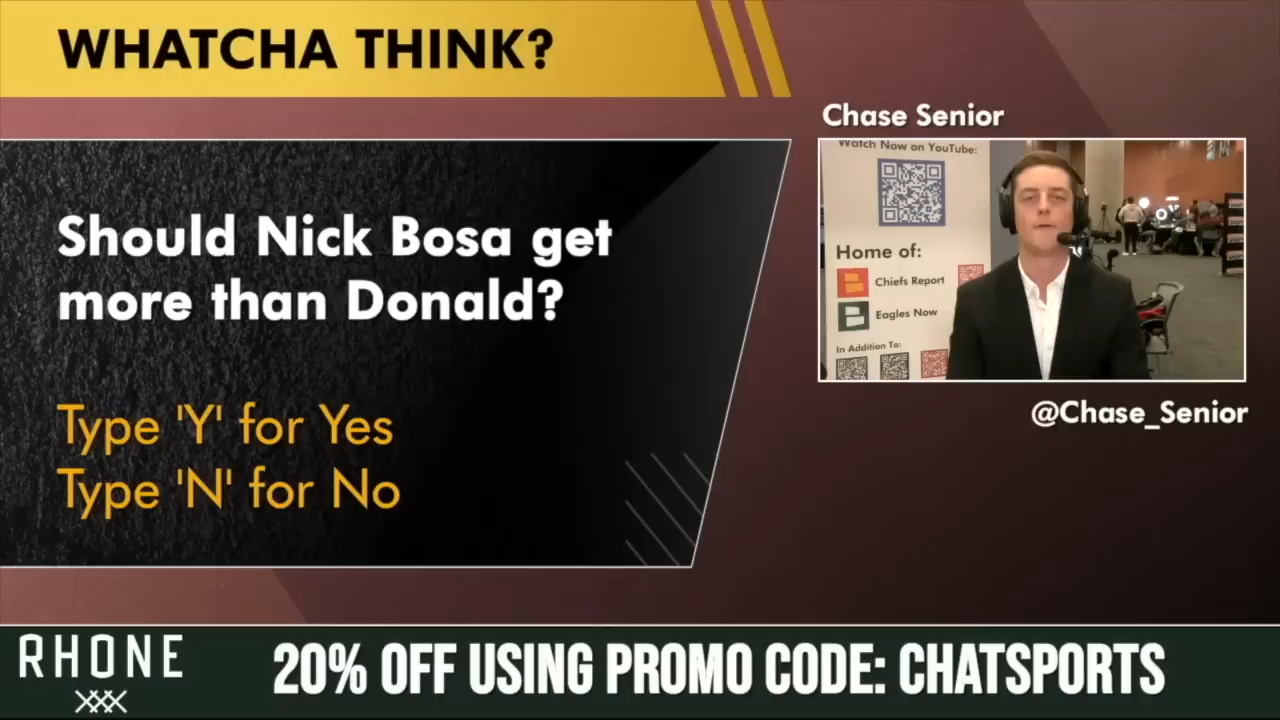 WHATCHA THINK?
Chase Senior
Watch Now on YouTube:
Home of:
Chiefs Report
Eagles Now
In Addition To:
Should Nick Bosa get
more than Donald?
Type 'Y' for Yes
Type 'N' for No
@Chase_Senior
RHONE
20% OFF USING PROMO CODE: CHATSPORTS